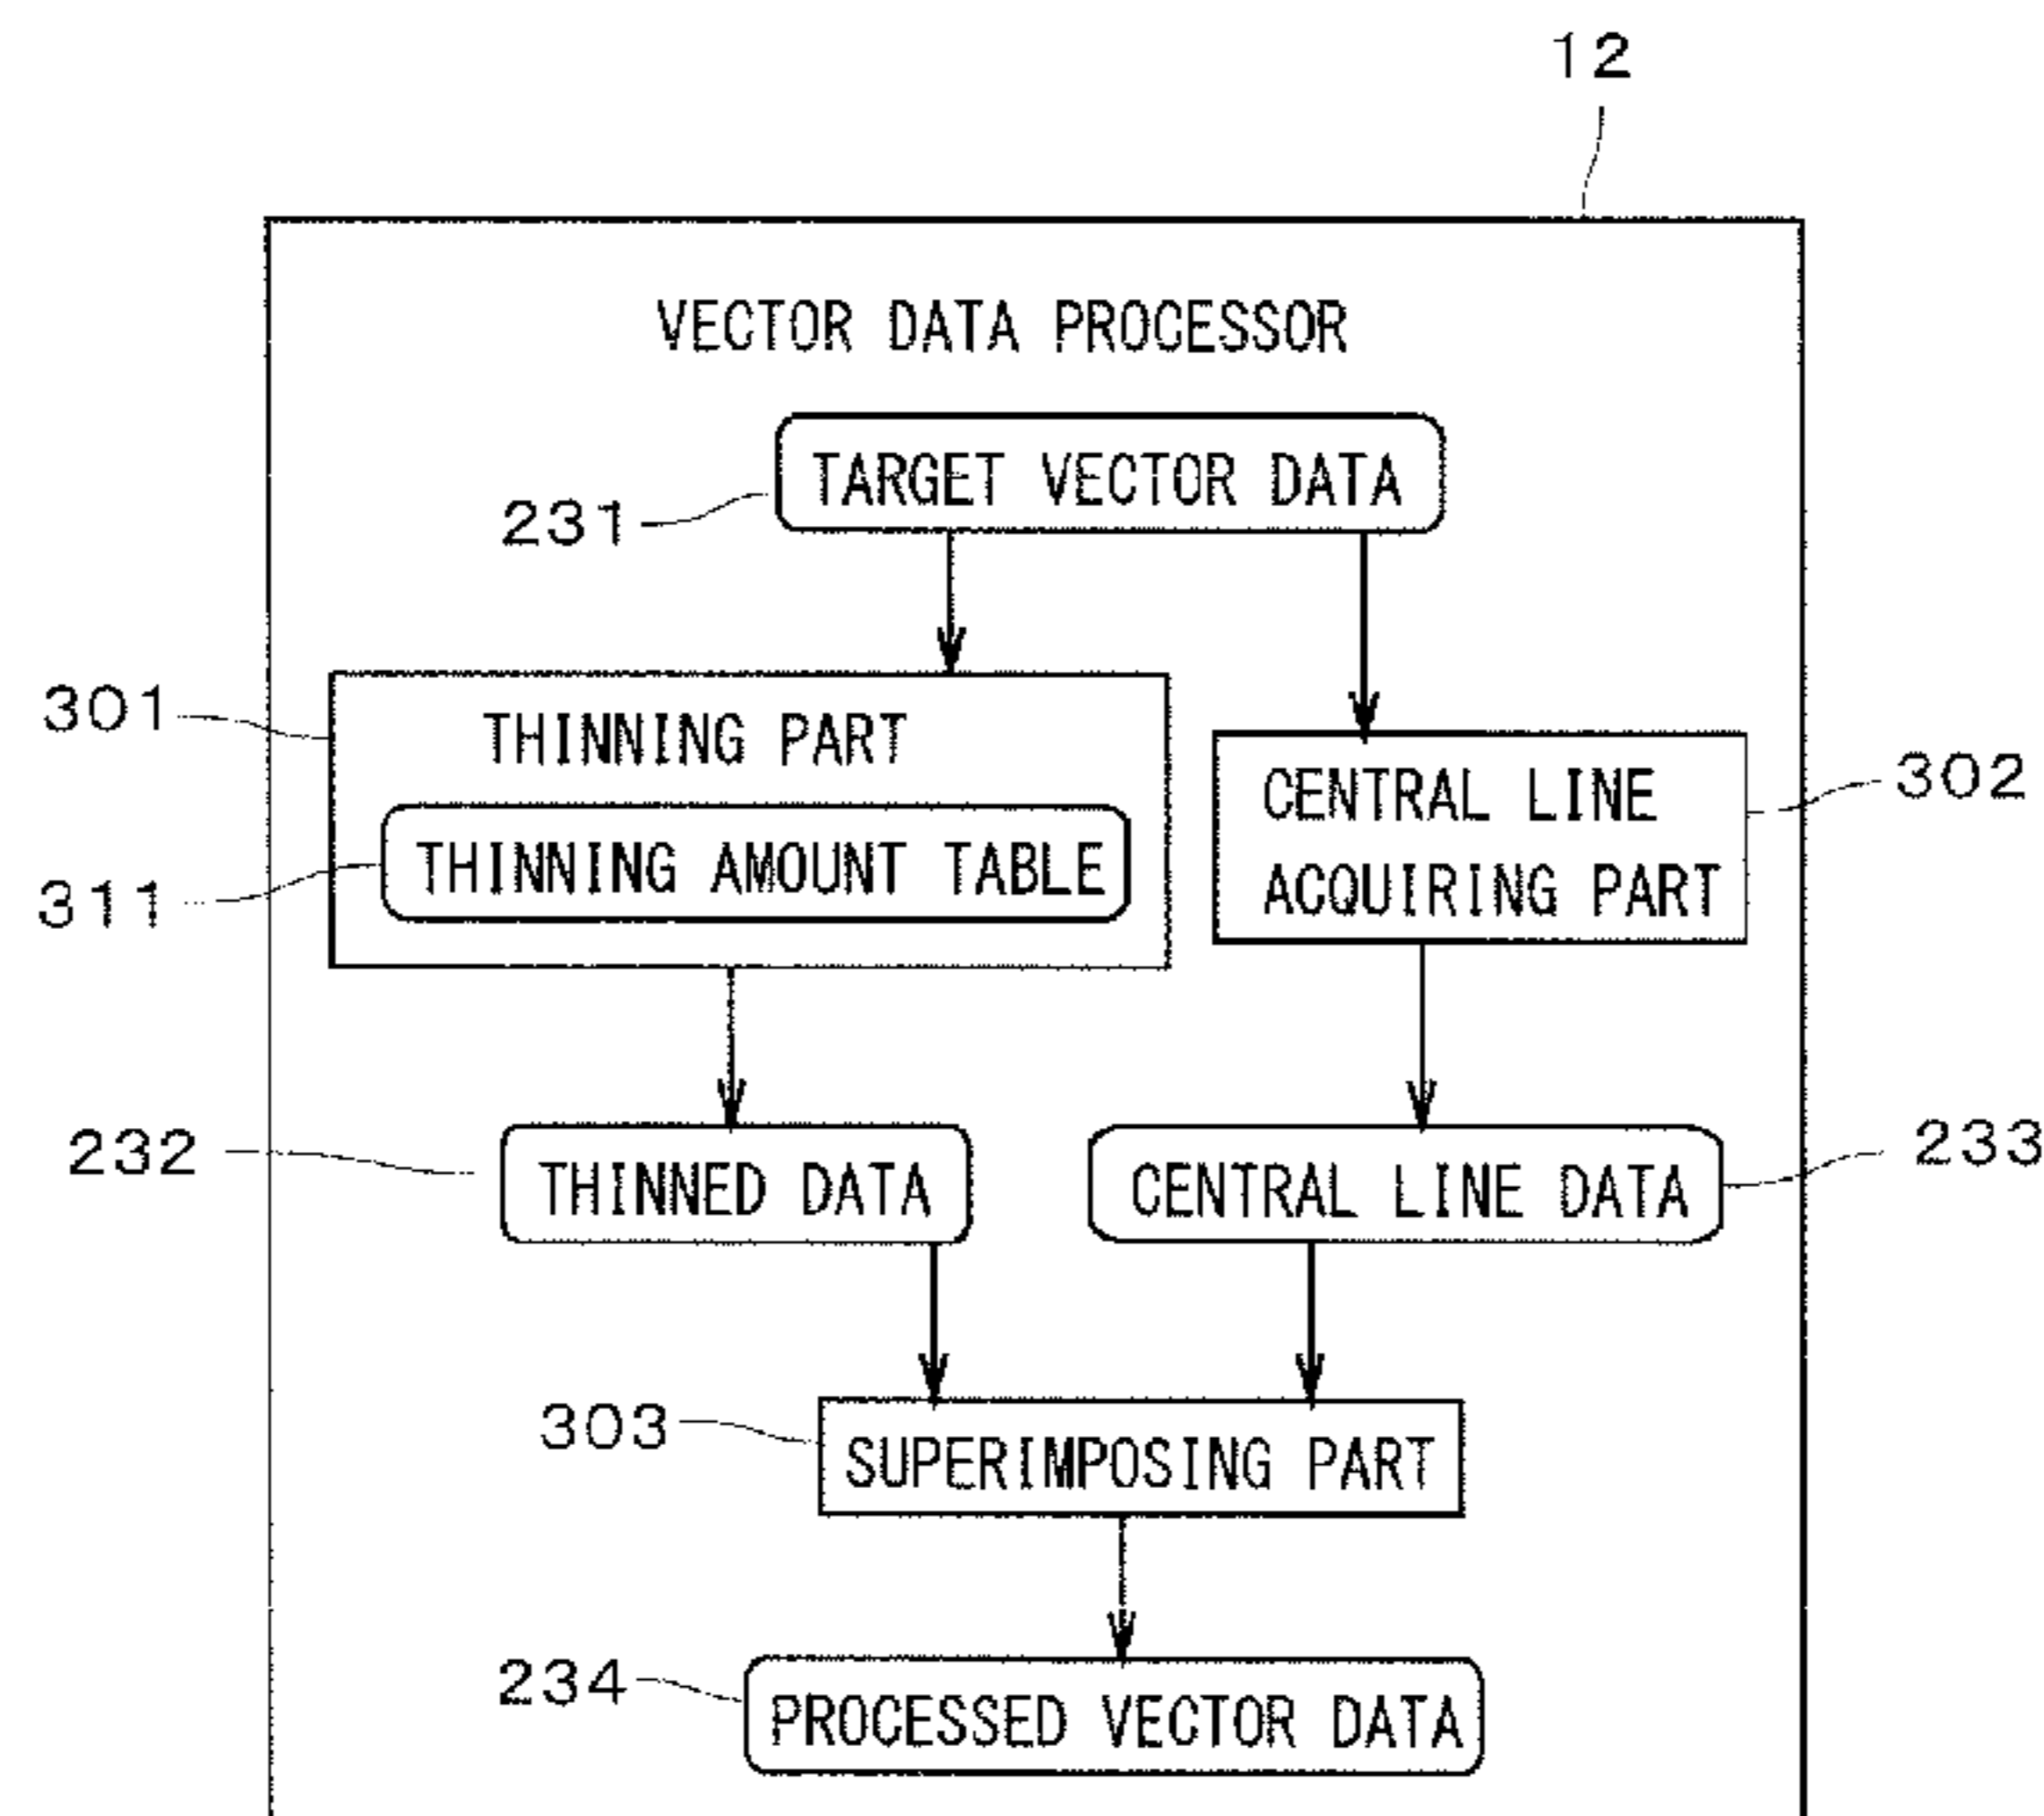 12
VECTOR DATA PROCESSOR
TARGET VECTOR DATA
231
301
THINNING PART
THINNING AMOUNT TABLE
311
CENTRAL LINE
ACQUIRING PART
302
232
THINNED DATA
CENTRAL LINE DATA
233
303
SUPERIMPOSING PART
234
PROCESSED VECTOR DATA